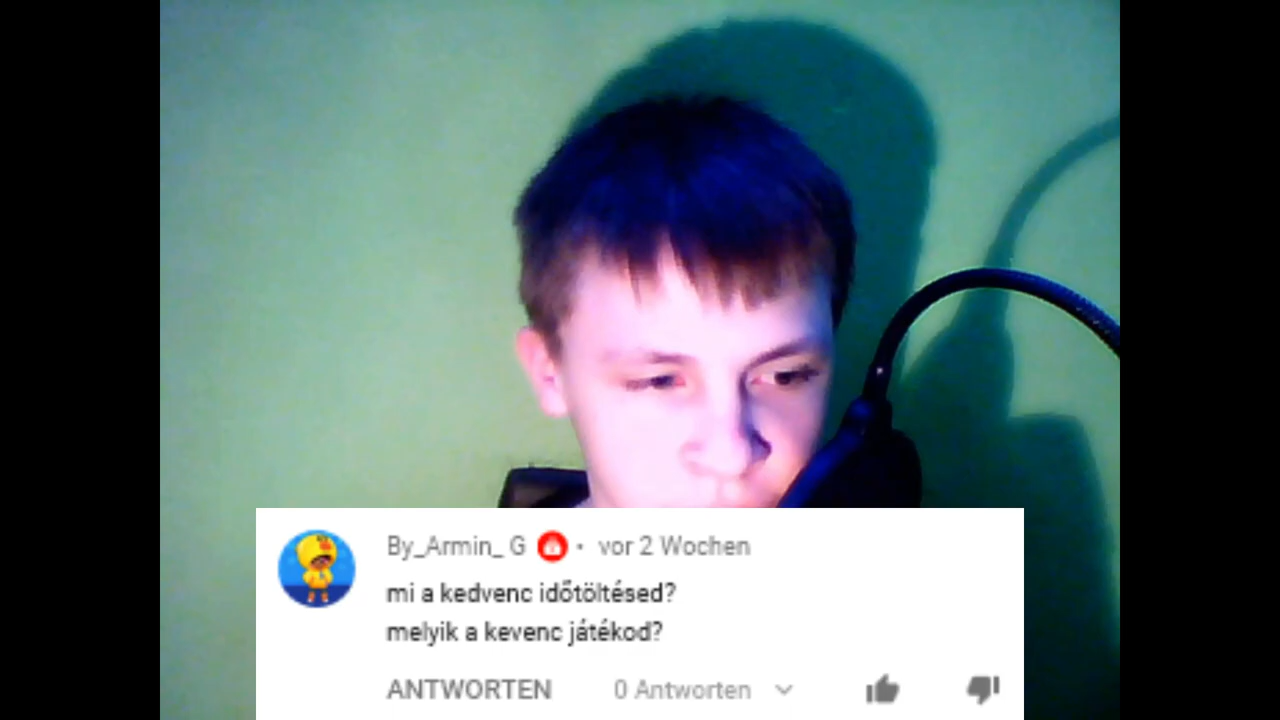 By_Armin_ G • vor 2 Wochen
mi a kedvenc időtöltésed?
melyik a kevenc játékod?
ANTWORTEN 0 Antworten